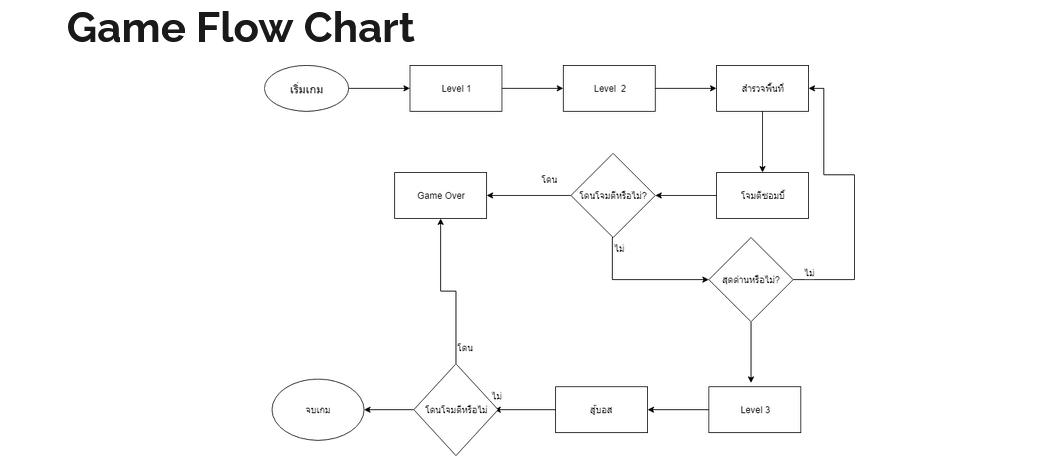 Game Flow Chart
เริ่มเกม
Level 1
Level 2
สำรวจพื้นที่
โจมตีซอมบี้
โดนโจมตีหรือไม่?
โดน
Game Over
ไม่
สุดด่านหรือไม่?
ไม่
Level 3
สู้บอส
ไม่
โดนโจมตีหรือไม่
โดน
จบเกม